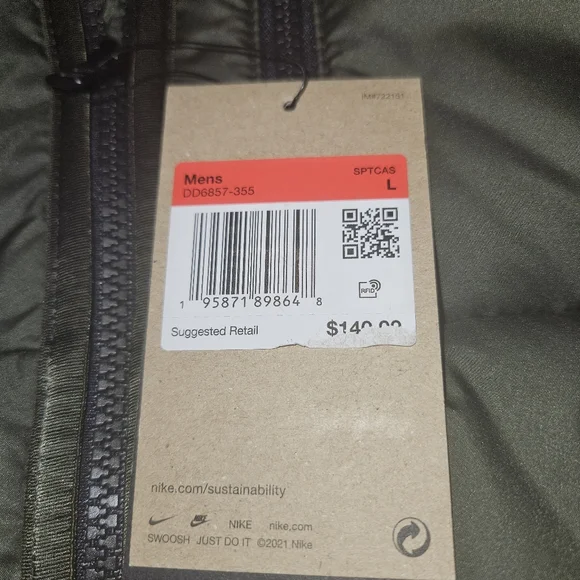 Mens SPTCAS
DD6857-355 L
RFID
1 95871 89864 8
Suggested Retail
nike.com/sustainability
NIKE nike.com
SWOOSH JUST DO IT ©2021 Nike